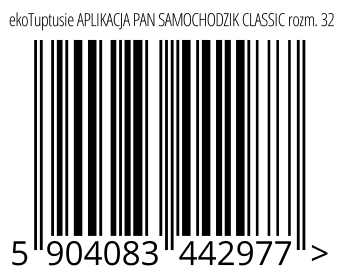 ekoTuptusie APLIKACJA PAN SAMOCHODZIK CLASSIC rozm. 32
5 904083 442977 >